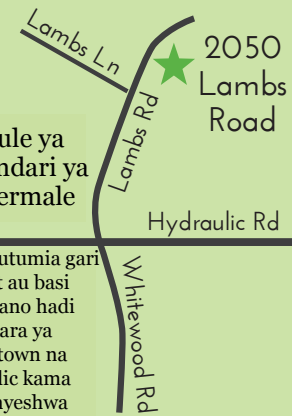 Lambs Ln
2050
Lambs
Road
Lambs Rd
ule ya
ndari ya
ermale
Hydraulic Rd
utumia gari
t au basi
ano hadi
ara ya
town na
lic kama
nyeshwa
Whitewood Rd